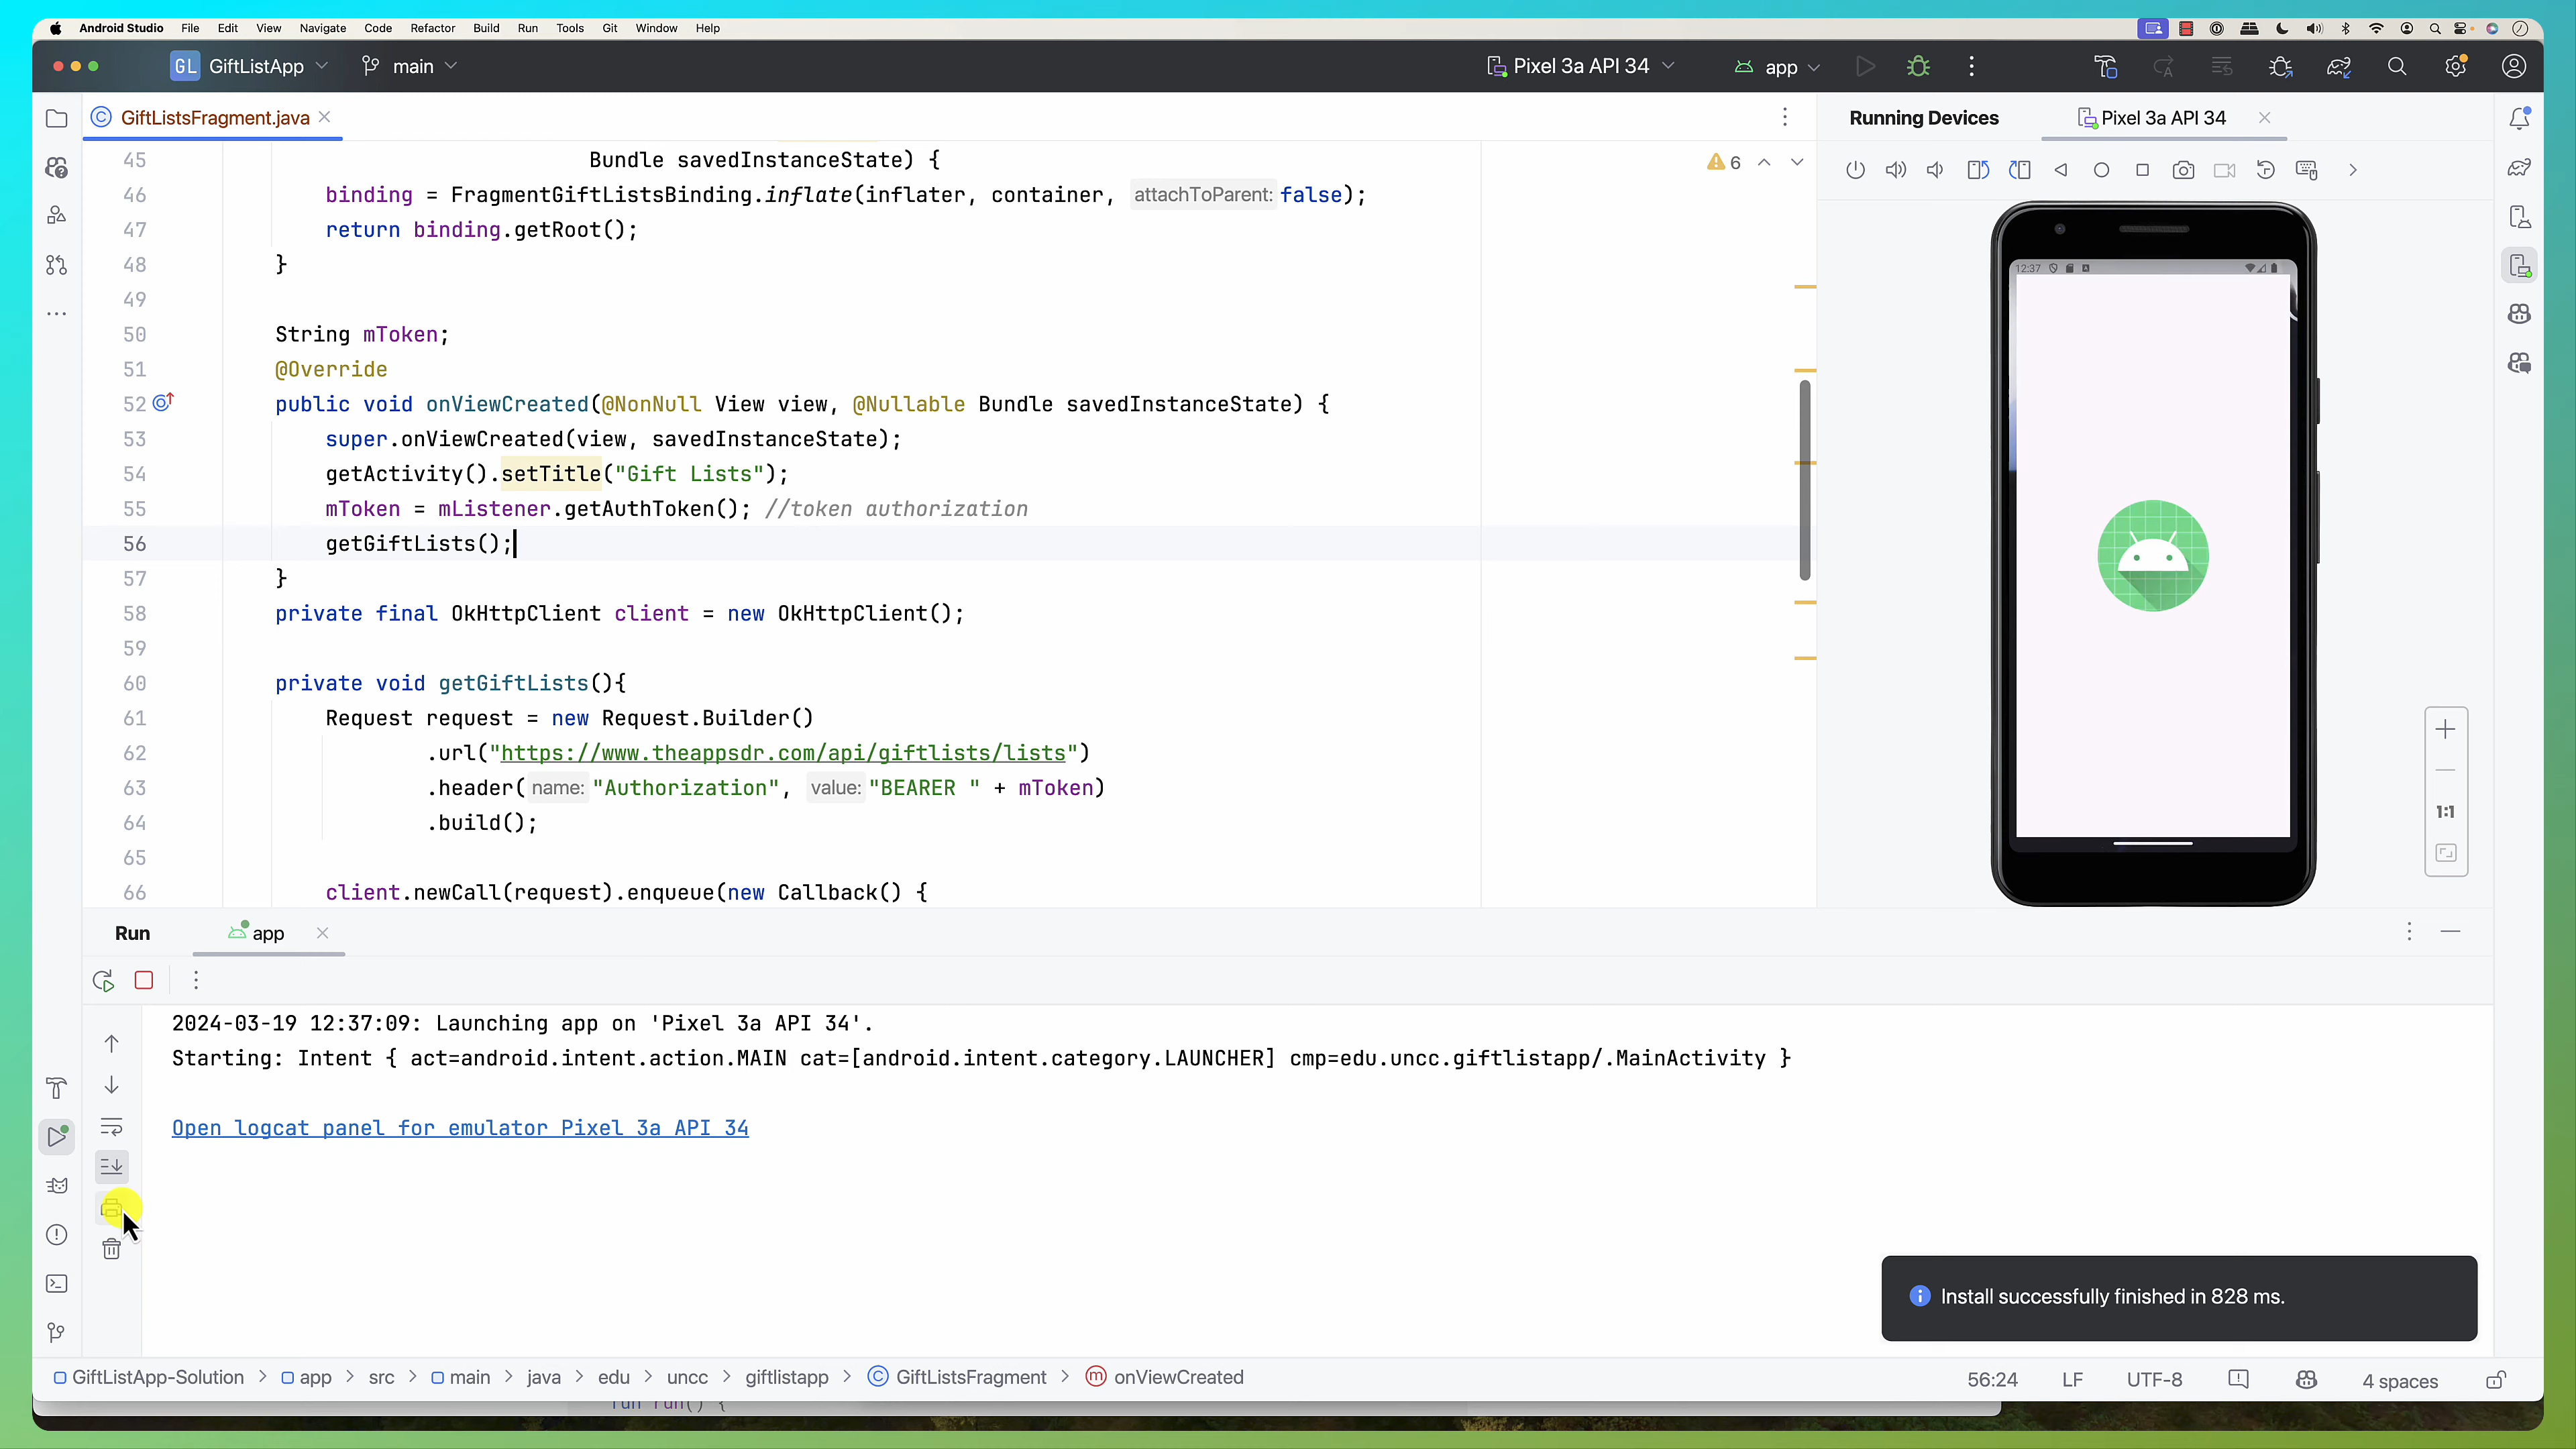 Android Studio File Edit View Navigate Code Refactor Build Run Tools Git Window Help
GL GiftListApp main Pixel 3a API 34 app
GiftListsFragment.java
Running Devices Pixel 3a API 34
6
45 Bundle savedInstanceState) {
46 binding = FragmentGiftListsBinding.inflate(inflater, container, attachToParent: false);
47 return binding.getRoot();
48 }
49
50 String mToken;
51 @Override
52 public void onViewCreated(@NonNull View view, @Nullable Bundle savedInstanceState) {
53 super.onViewCreated(view, savedInstanceState);
54 getActivity().setTitle("Gift Lists");
55 mToken = mListener.getAuthToken(); //token authorization
56 getGiftLists();
57 }
58 private final OkHttpClient client = new OkHttpClient();
59
60 private void getGiftLists(){
61 Request request = new Request.Builder()
62 .url("https://www.theappsdr.com/api/giftlists/lists")
63 .header( name: "Authorization", value: "BEARER " + mToken)
64 .build();
65
66 client.newCall(request).enqueue(new Callback() {
12:37
1:1
Run app
2024-03-19 12:37:09: Launching app on 'Pixel 3a API 34'.
Starting: Intent { act=android.intent.action.MAIN cat=[android.intent.category.LAUNCHER] cmp=edu.uncc.giftlistapp/.MainActivity }
Open logcat panel for emulator Pixel 3a API 34
Install successfully finished in 828 ms.
GiftListApp-Solution > app > src > main > java > edu > uncc > giftlistapp > GiftListsFragment > onViewCreated
56:24 LF UTF-8 4 spaces